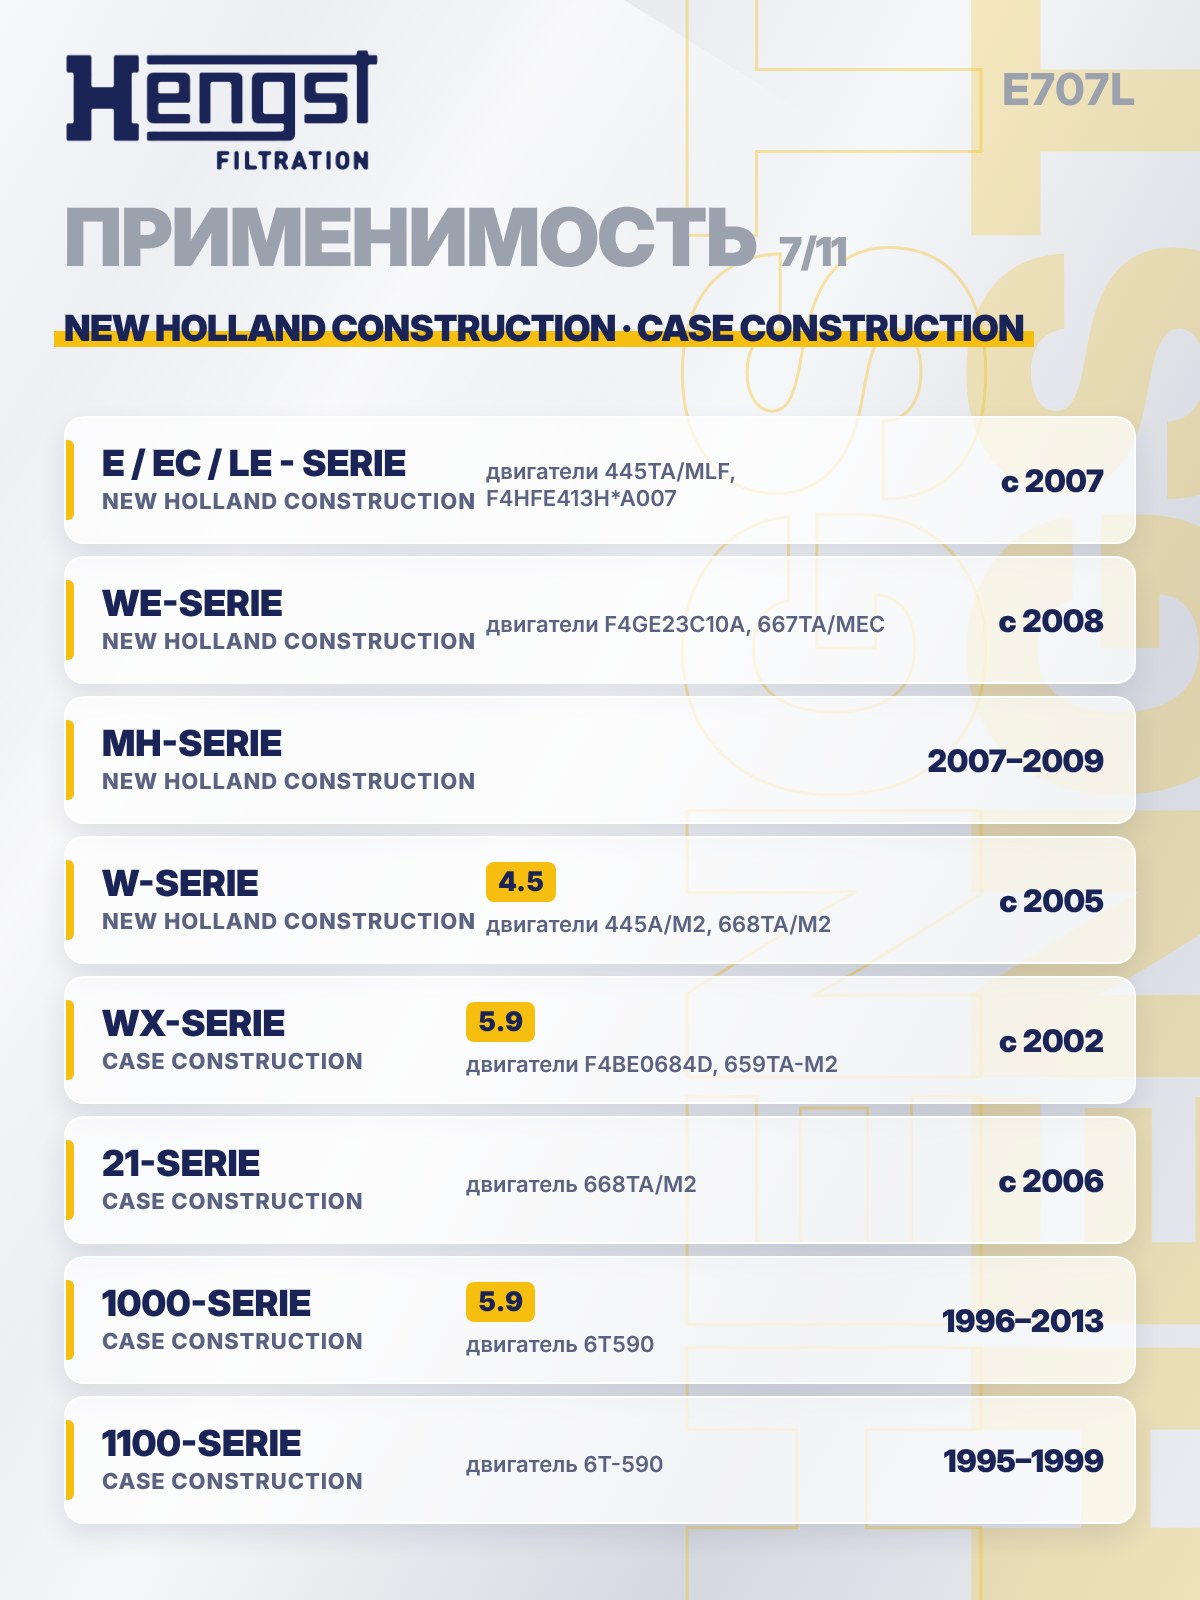 Hengst
FILTRATION
E707L
ПРИМЕНИМОСТЬ 7/11
NEW HOLLAND CONSTRUCTION · CASE CONSTRUCTION
E / EC / LE - SERIE
NEW HOLLAND CONSTRUCTION
двигатели 445TA/MLF,
F4HFE413H*A007
с 2007
WE-SERIE
NEW HOLLAND CONSTRUCTION
двигатели F4GE23C10A, 667TA/MEC
с 2008
MH-SERIE
NEW HOLLAND CONSTRUCTION
2007–2009
W-SERIE
NEW HOLLAND CONSTRUCTION
4.5
двигатели 445A/M2, 668TA/M2
с 2005
WX-SERIE
CASE CONSTRUCTION
5.9
двигатели F4BE0684D, 659TA-M2
с 2002
21-SERIE
CASE CONSTRUCTION
двигатель 668TA/M2
с 2006
1000-SERIE
CASE CONSTRUCTION
5.9
двигатель 6T590
1996–2013
1100-SERIE
CASE CONSTRUCTION
двигатель 6T-590
1995–1999
HENGST
HENGST